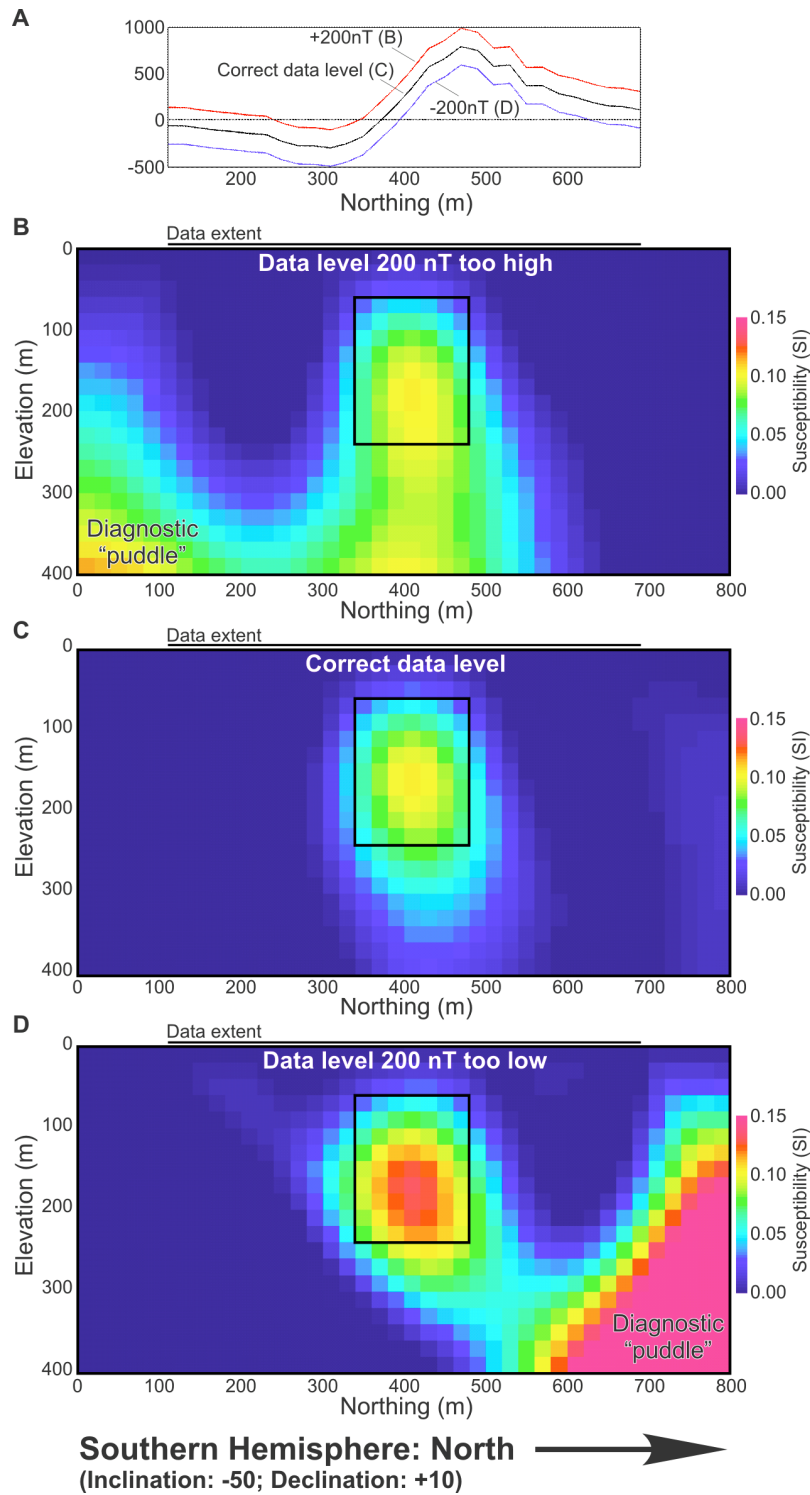 A
1000
500
0
-500
+200nT (B)
Correct data level (C)
-200nT (D)
200 300 400 500 600
Northing (m)
B
Data extent
Data level 200 nT too high
0
100
200
300
400
Elevation (m)
Diagnostic
“puddle”
0 100 200 300 400 500 600 700 800
Northing (m)
0.15
0.10
0.05
0.00
Susceptibility (SI)
C
Data extent
Correct data level
0
100
200
300
400
Elevation (m)
0 100 200 300 400 500 600 700 800
Northing (m)
0.15
0.10
0.05
0.00
Susceptibility (SI)
D
Data extent
Data level 200 nT too low
0
100
200
300
400
Elevation (m)
Diagnostic
“puddle”
0 100 200 300 400 500 600 700 800
Northing (m)
0.15
0.10
0.05
0.00
Susceptibility (SI)
Southern Hemisphere: North
(Inclination: -50; Declination: +10)